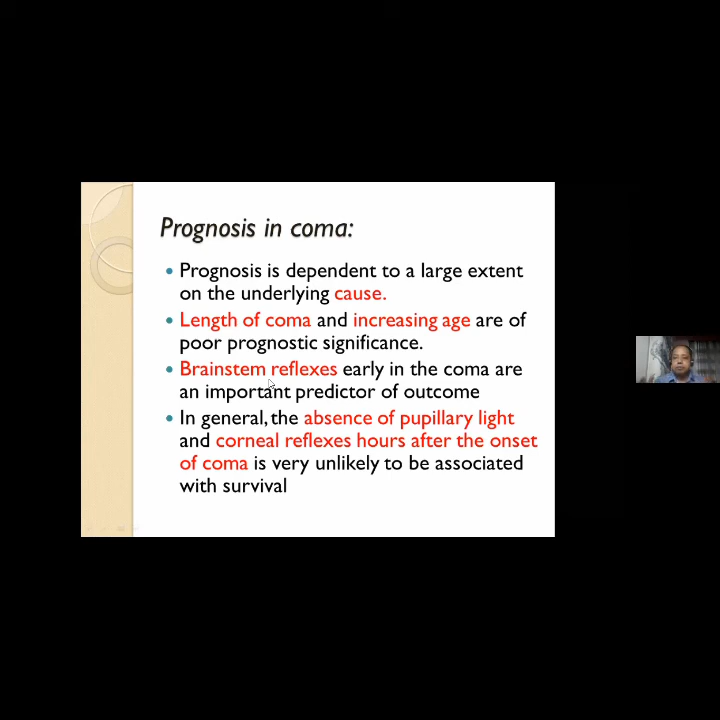 Prognosis in coma:
Prognosis is dependent to a large extent
on the underlying cause.
Length of coma and increasing age are of
poor prognostic significance.
Brainstem reflexes early in the coma are
an important predictor of outcome
In general, the absence of pupillary light
and corneal reflexes hours after the onset
of coma is very unlikely to be associated
with survival